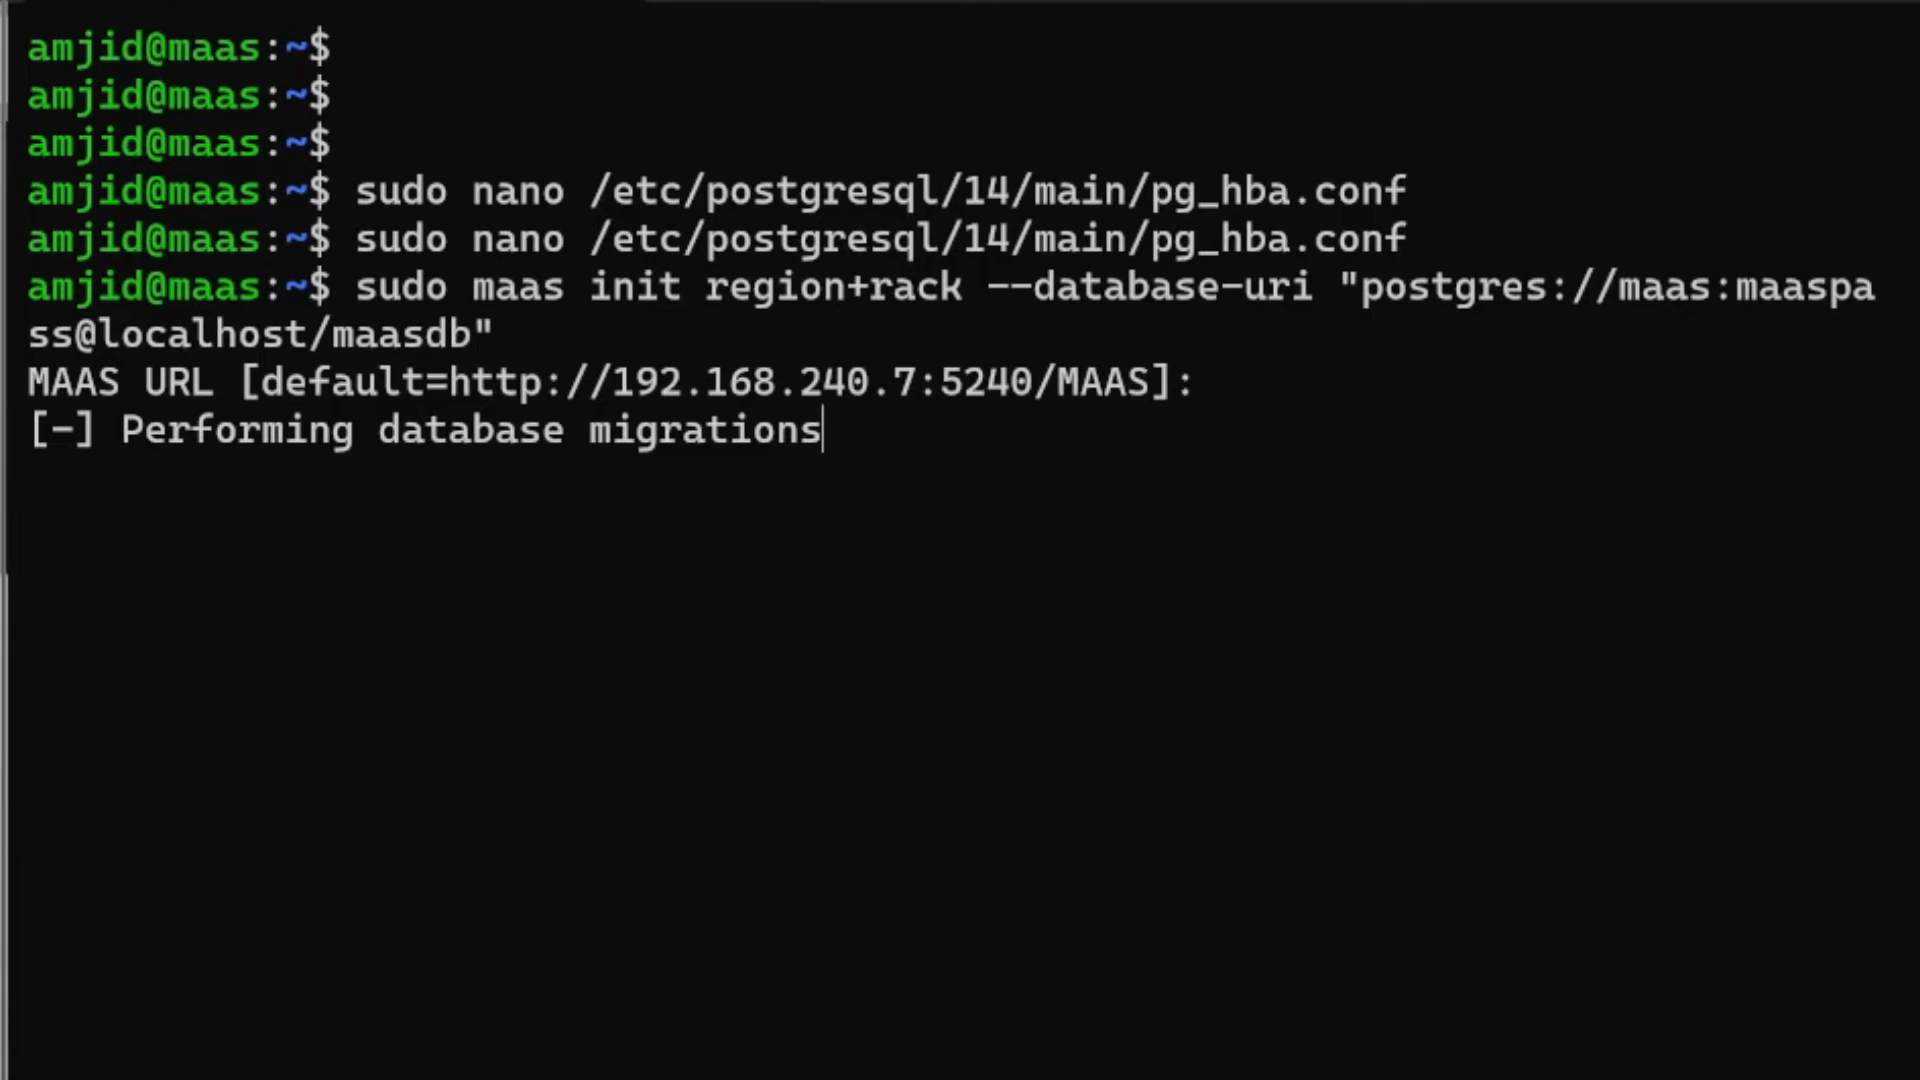 amjid@maas:~$
amjid@maas:~$
amjid@maas:~$
amjid@maas:~$ sudo nano /etc/postgresql/14/main/pg_hba.conf
amjid@maas:~$ sudo nano /etc/postgresql/14/main/pg_hba.conf
amjid@maas:~$ sudo maas init region+rack --database-uri "postgres://maas:maaspa
ss@localhost/maasdb"
MAAS URL [default=http://192.168.240.7:5240/MAAS]:
[-] Performing database migrations